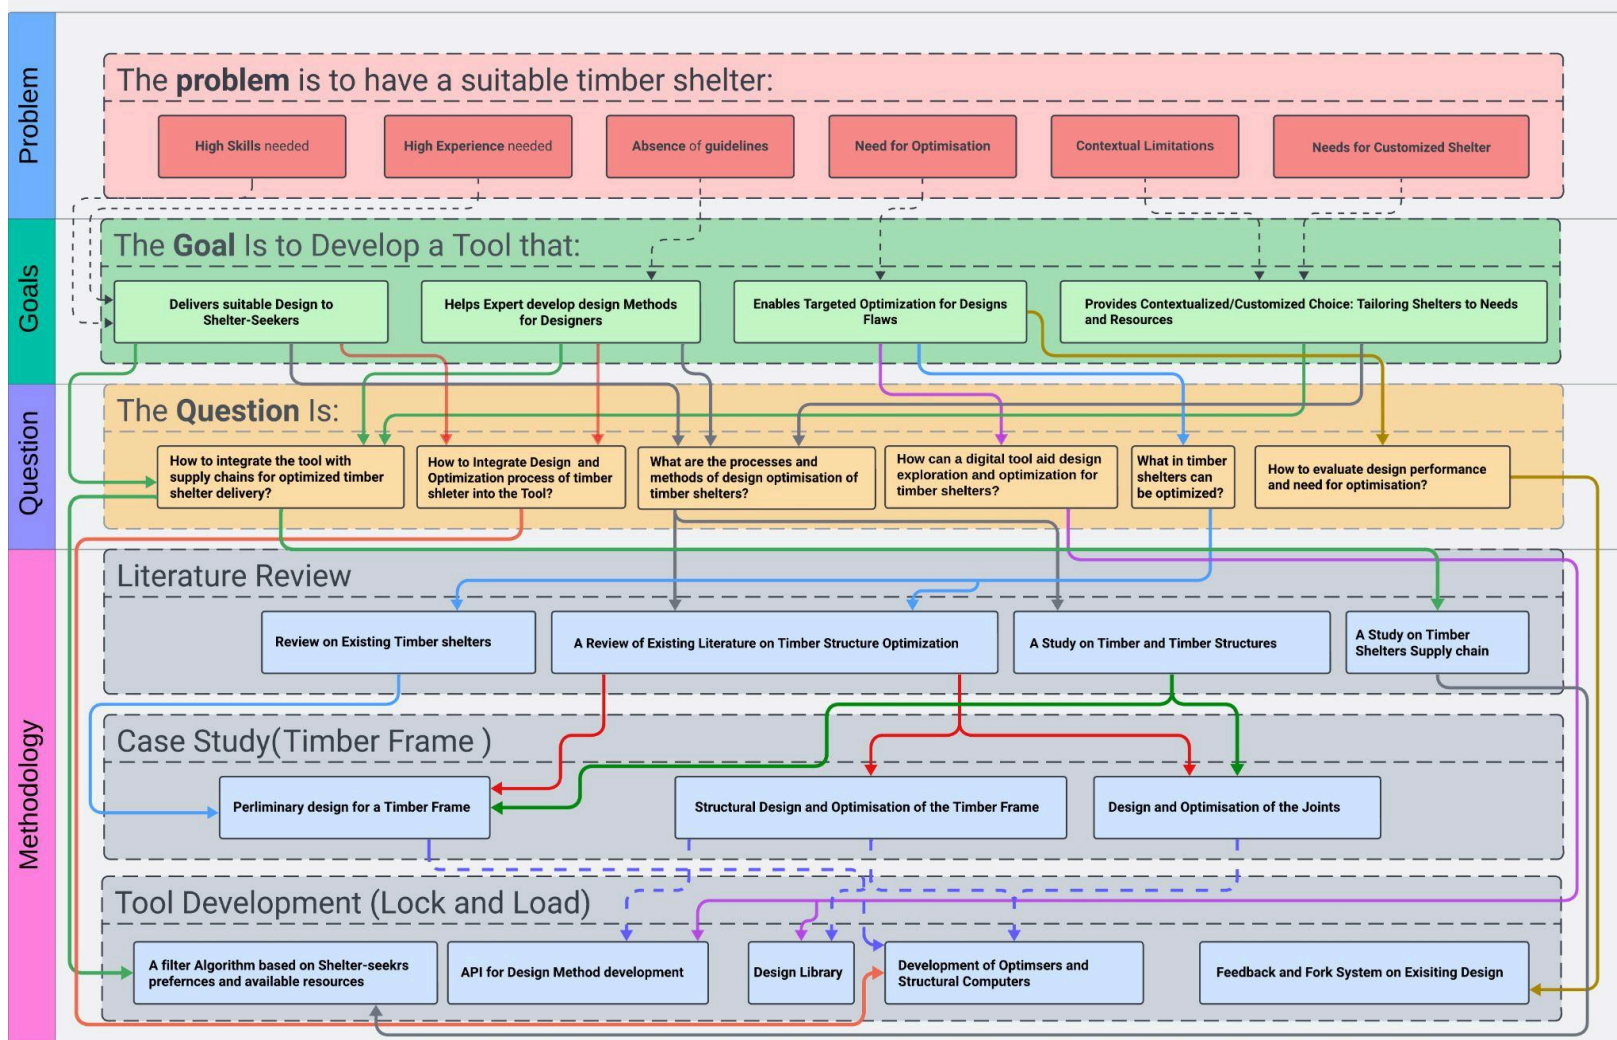 Problem
The problem is to have a suitable timber shelter:
High Skills needed
High Experience needed
Absence of guidelines
Need for Optimisation
Contextual Limitations
Needs for Customized Shelter
Goals
The Goal Is to Develop a Tool that:
Delivers suitable Design to
Shelter-Seekers
Helps Expert develop design Methods
for Designers
Enables Targeted Optimization for Designs
Flaws
Provides Contextualized/Customized Choice: Tailoring Shelters to Needs
and Resources
Question
The Question Is:
How to integrate the tool with
supply chains for optimized timber
shelter delivery?
How to Integrate Design and
Optimization process of timber
shleter into the Tool?
What are the processes and
methods of design optimisation of
timber shelters?
How can a digital tool aid design
exploration and optimization for
timber shelters?
What in timber
shelters can
be optimized?
How to evaluate design performance
and need for optimisation?
Methodology
Literature Review
Review on Existing Timber shelters
A Review of Existing Literature on Timber Structure Optimization
A Study on Timber and Timber Structures
A Study on Timber
Shelters Supply chain
Case Study(Timber Frame )
Perliminary design for a Timber Frame
Structural Design and Optimisation of the Timber Frame
Design and Optimisation of the Joints
Tool Development (Lock and Load)
A filter Algorithm based on Shelter-seekrs
prefernces and available resources
API for Design Method development
Design Library
Development of Optimsers and
Structural Computers
Feedback and Fork System on Exisiting Design